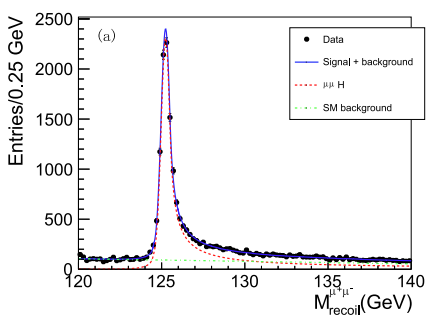 (a)
Data
Signal + background
μμ H
SM background
Entries/0.25 GeV
2500
2000
1500
1000
500
0
120 125 130 135 140
M_recoil^μ⁺μ⁻(GeV)